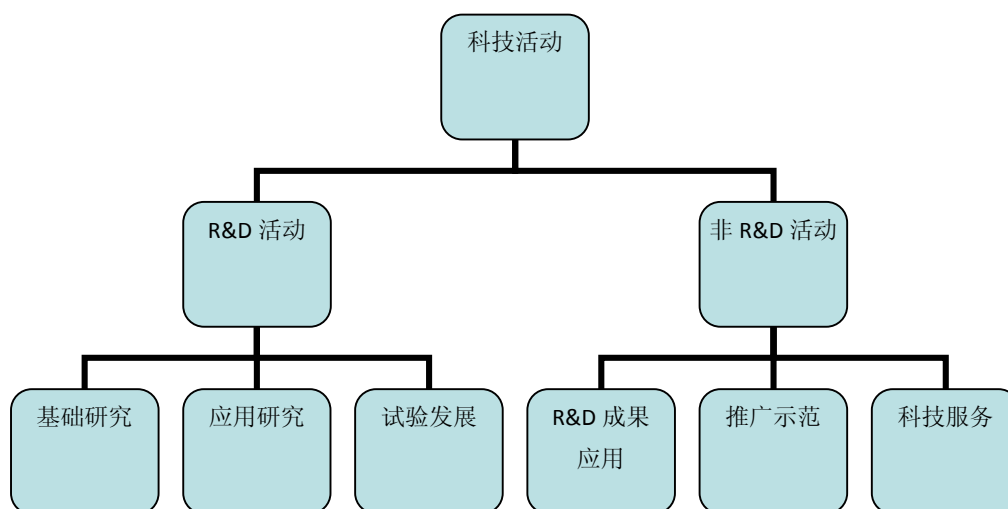 科技活动
R&D 活动
非 R&D 活动
基础研究
应用研究
试验发展
R&D 成果
应用
推广示范
科技服务